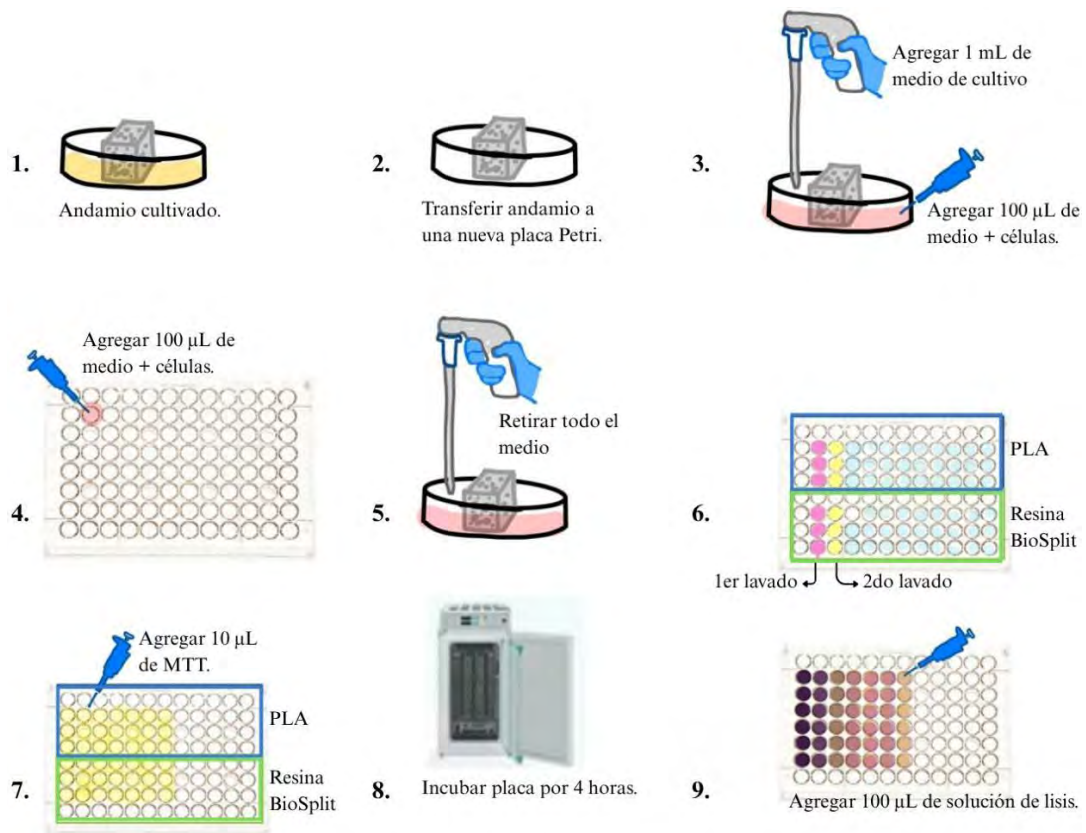 1.
Andamio cultivado.
2.
Transferir andamio a
una nueva placa Petri.
3.
Agregar 1 mL de
medio de cultivo
Agregar 100 µL de
medio + células.
4.
Agregar 100 µL de
medio + células.
5.
Retirar todo el
medio
6.
PLA
Resina
BioSplit
1er lavado
2do lavado
7.
Agregar 10 µL
de MTT.
PLA
Resina
BioSplit
8.
Incubar placa por 4 horas.
9.
Agregar 100 µL de solución de lisis.